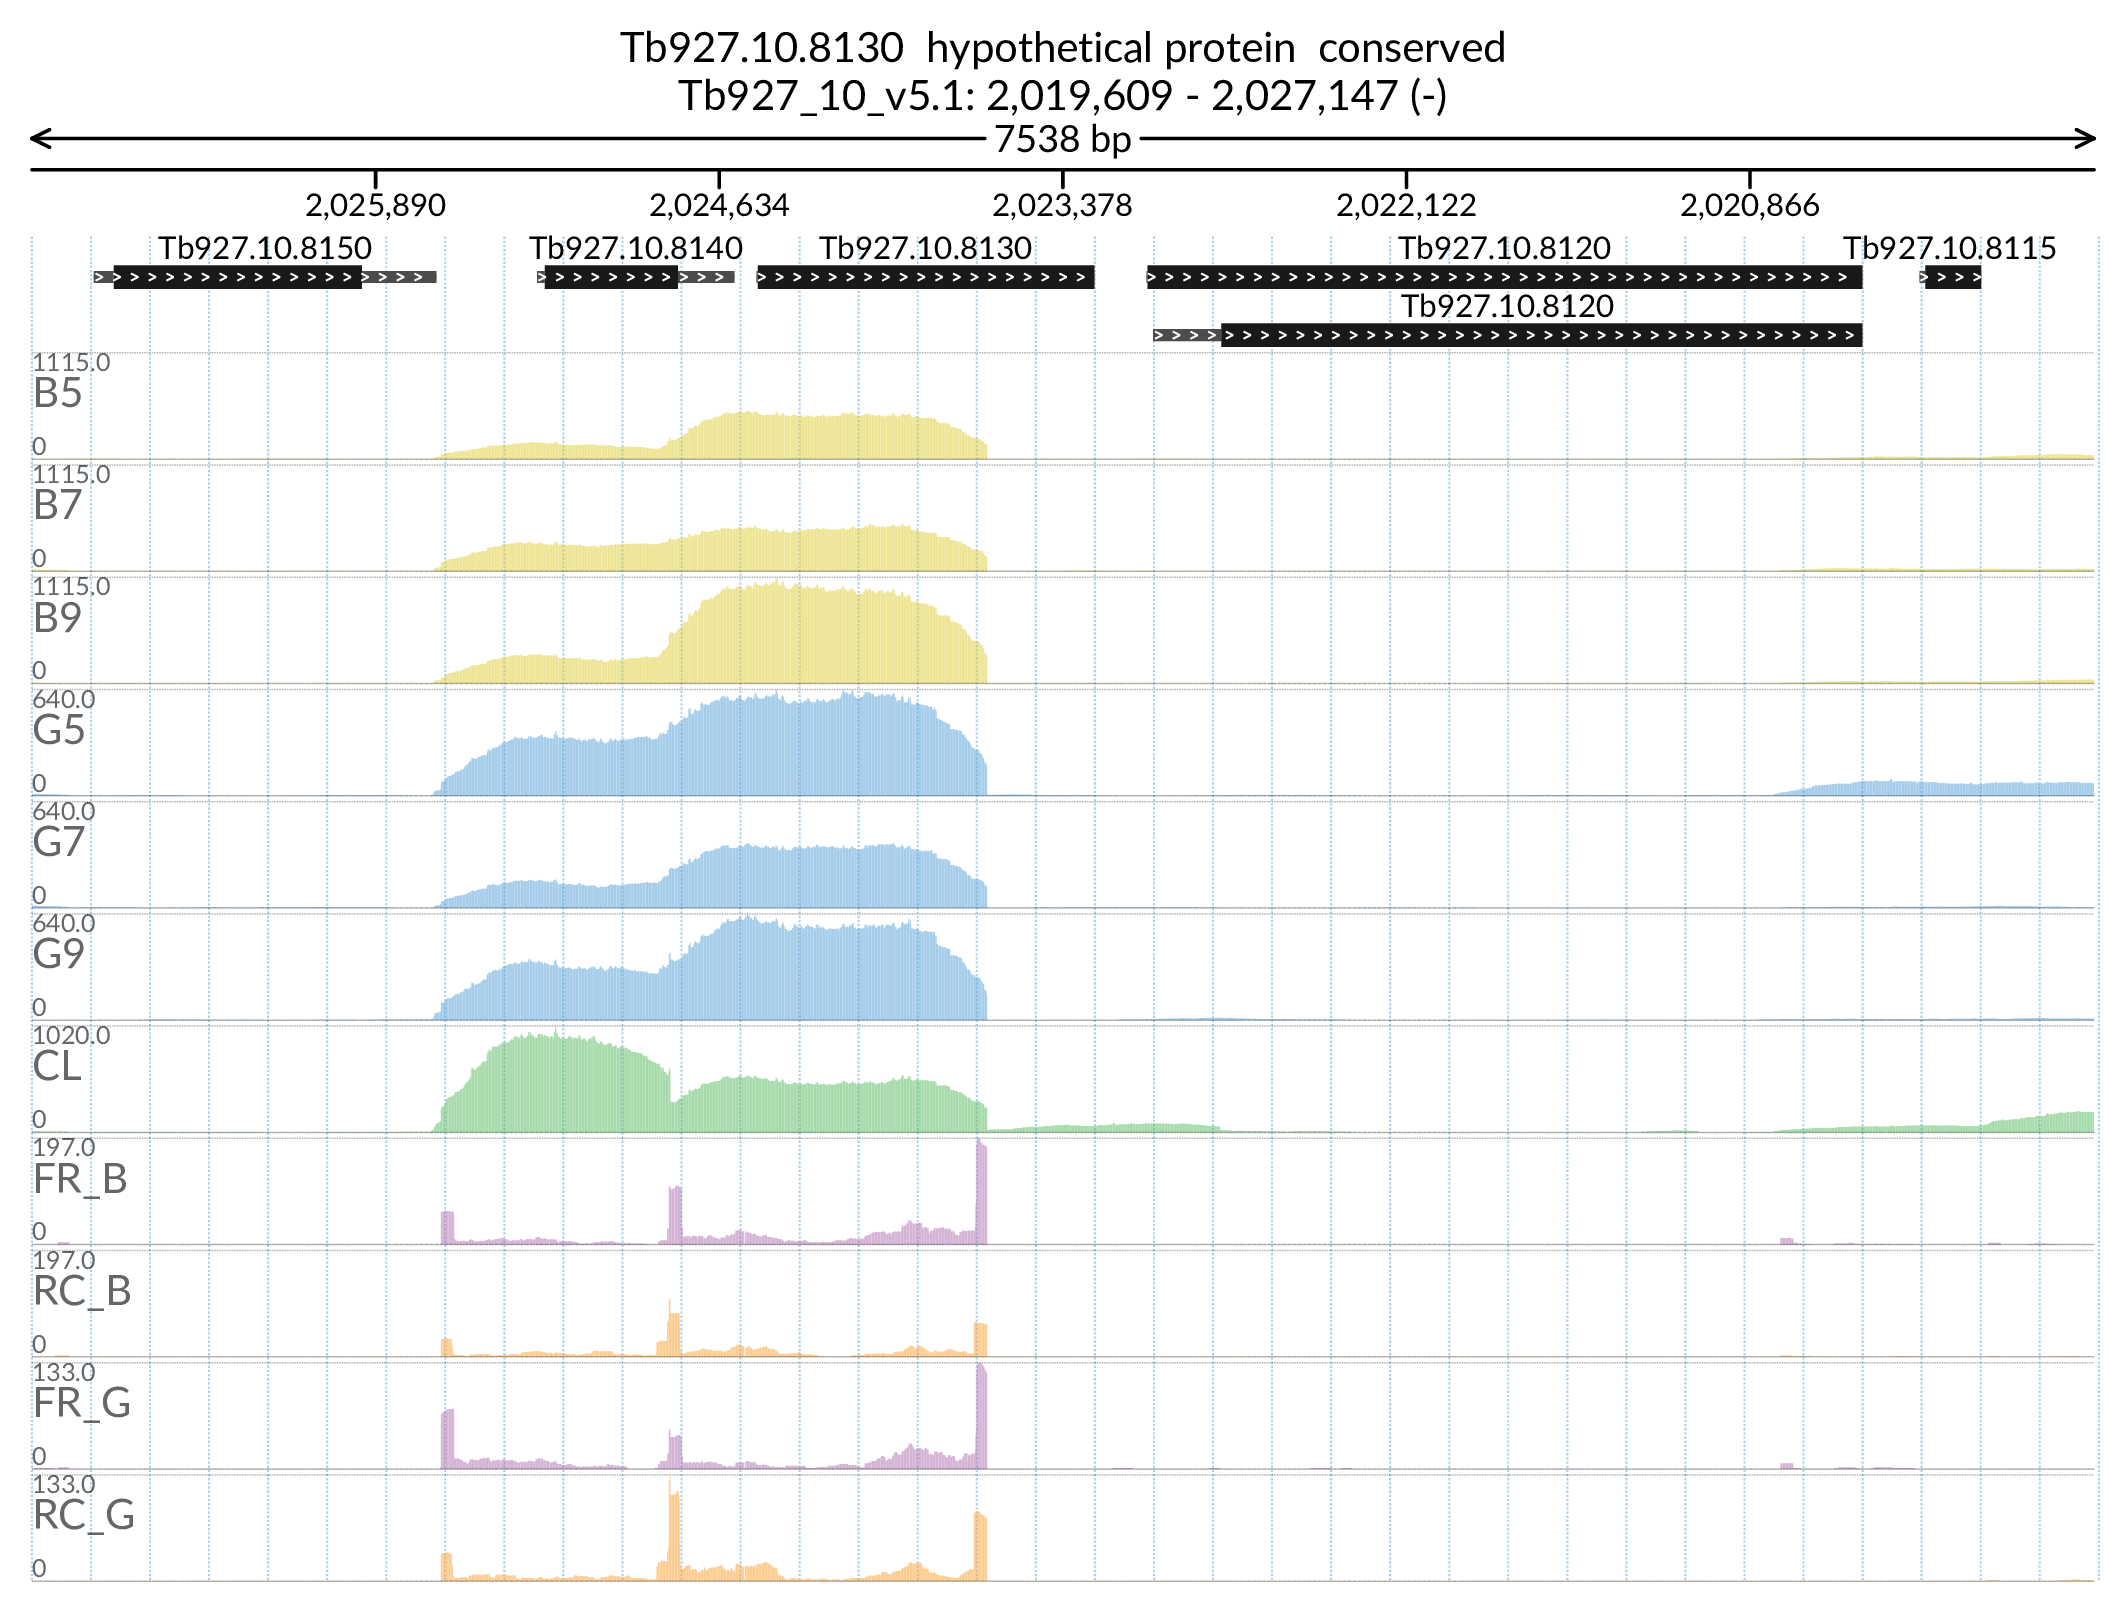 Tb927.10.8130  hypothetical protein  conserved
Tb927_10_v5.1: 2,019,609 - 2,027,147 (-)
7538 bp
2,025,890 2,024,634 2,023,378 2,022,122 2,020,866
Tb927.10.8150 Tb927.10.8140 Tb927.10.8130 Tb927.10.8120 Tb927.10.8115
Tb927.10.8120
1115.0
B5
0
1115.0
B7
0
1115.0
B9
0
640.0
G5
0
640.0
G7
0
640.0
G9
0
1020.0
CL
0
197.0
FR_B
0
197.0
RC_B
0
133.0
FR_G
0
133.0
RC_G
0